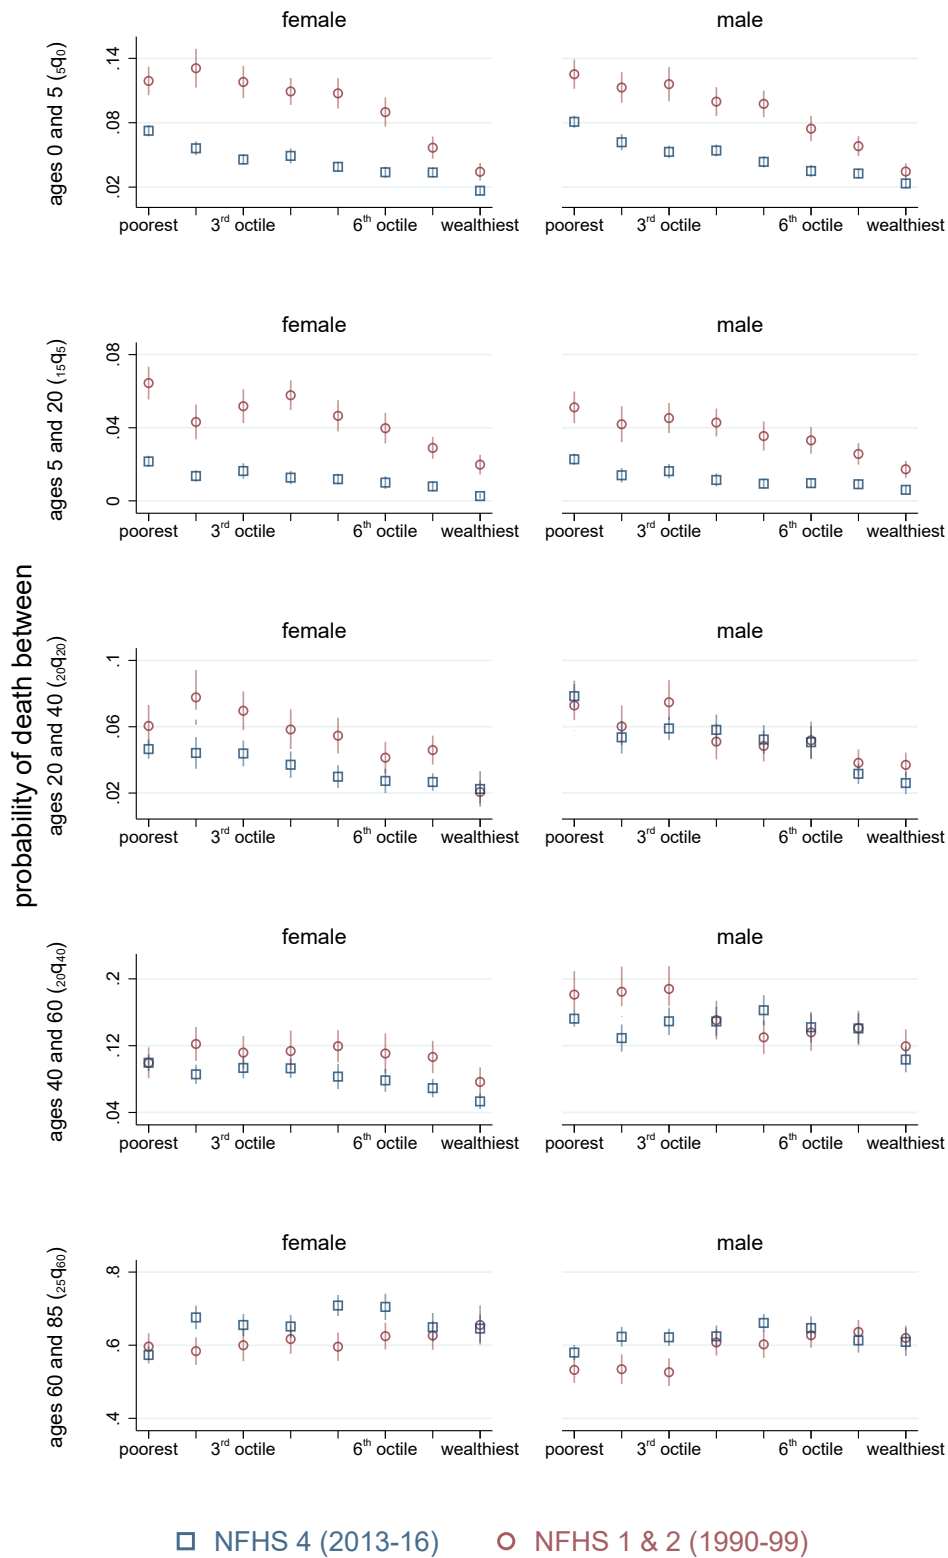 female male
ages 0 and 5 (₅q₀)
.14
.08
.02
poorest 3rd octile 6th octile wealthiest poorest 3rd octile 6th octile wealthiest
female male
ages 5 and 20 (₁₅q₅)
.08
.04
0
poorest 3rd octile 6th octile wealthiest poorest 3rd octile 6th octile wealthiest
probability of death between
female male
ages 20 and 40 (₂₀q₂₀)
.1
.06
.02
poorest 3rd octile 6th octile wealthiest poorest 3rd octile 6th octile wealthiest
female male
ages 40 and 60 (₂₀q₄₀)
.2
.12
.04
poorest 3rd octile 6th octile wealthiest poorest 3rd octile 6th octile wealthiest
female male
ages 60 and 85 (₂₅q₆₀)
.8
.6
.4
poorest 3rd octile 6th octile wealthiest poorest 3rd octile 6th octile wealthiest
NFHS 4 (2013-16) NFHS 1 & 2 (1990-99)